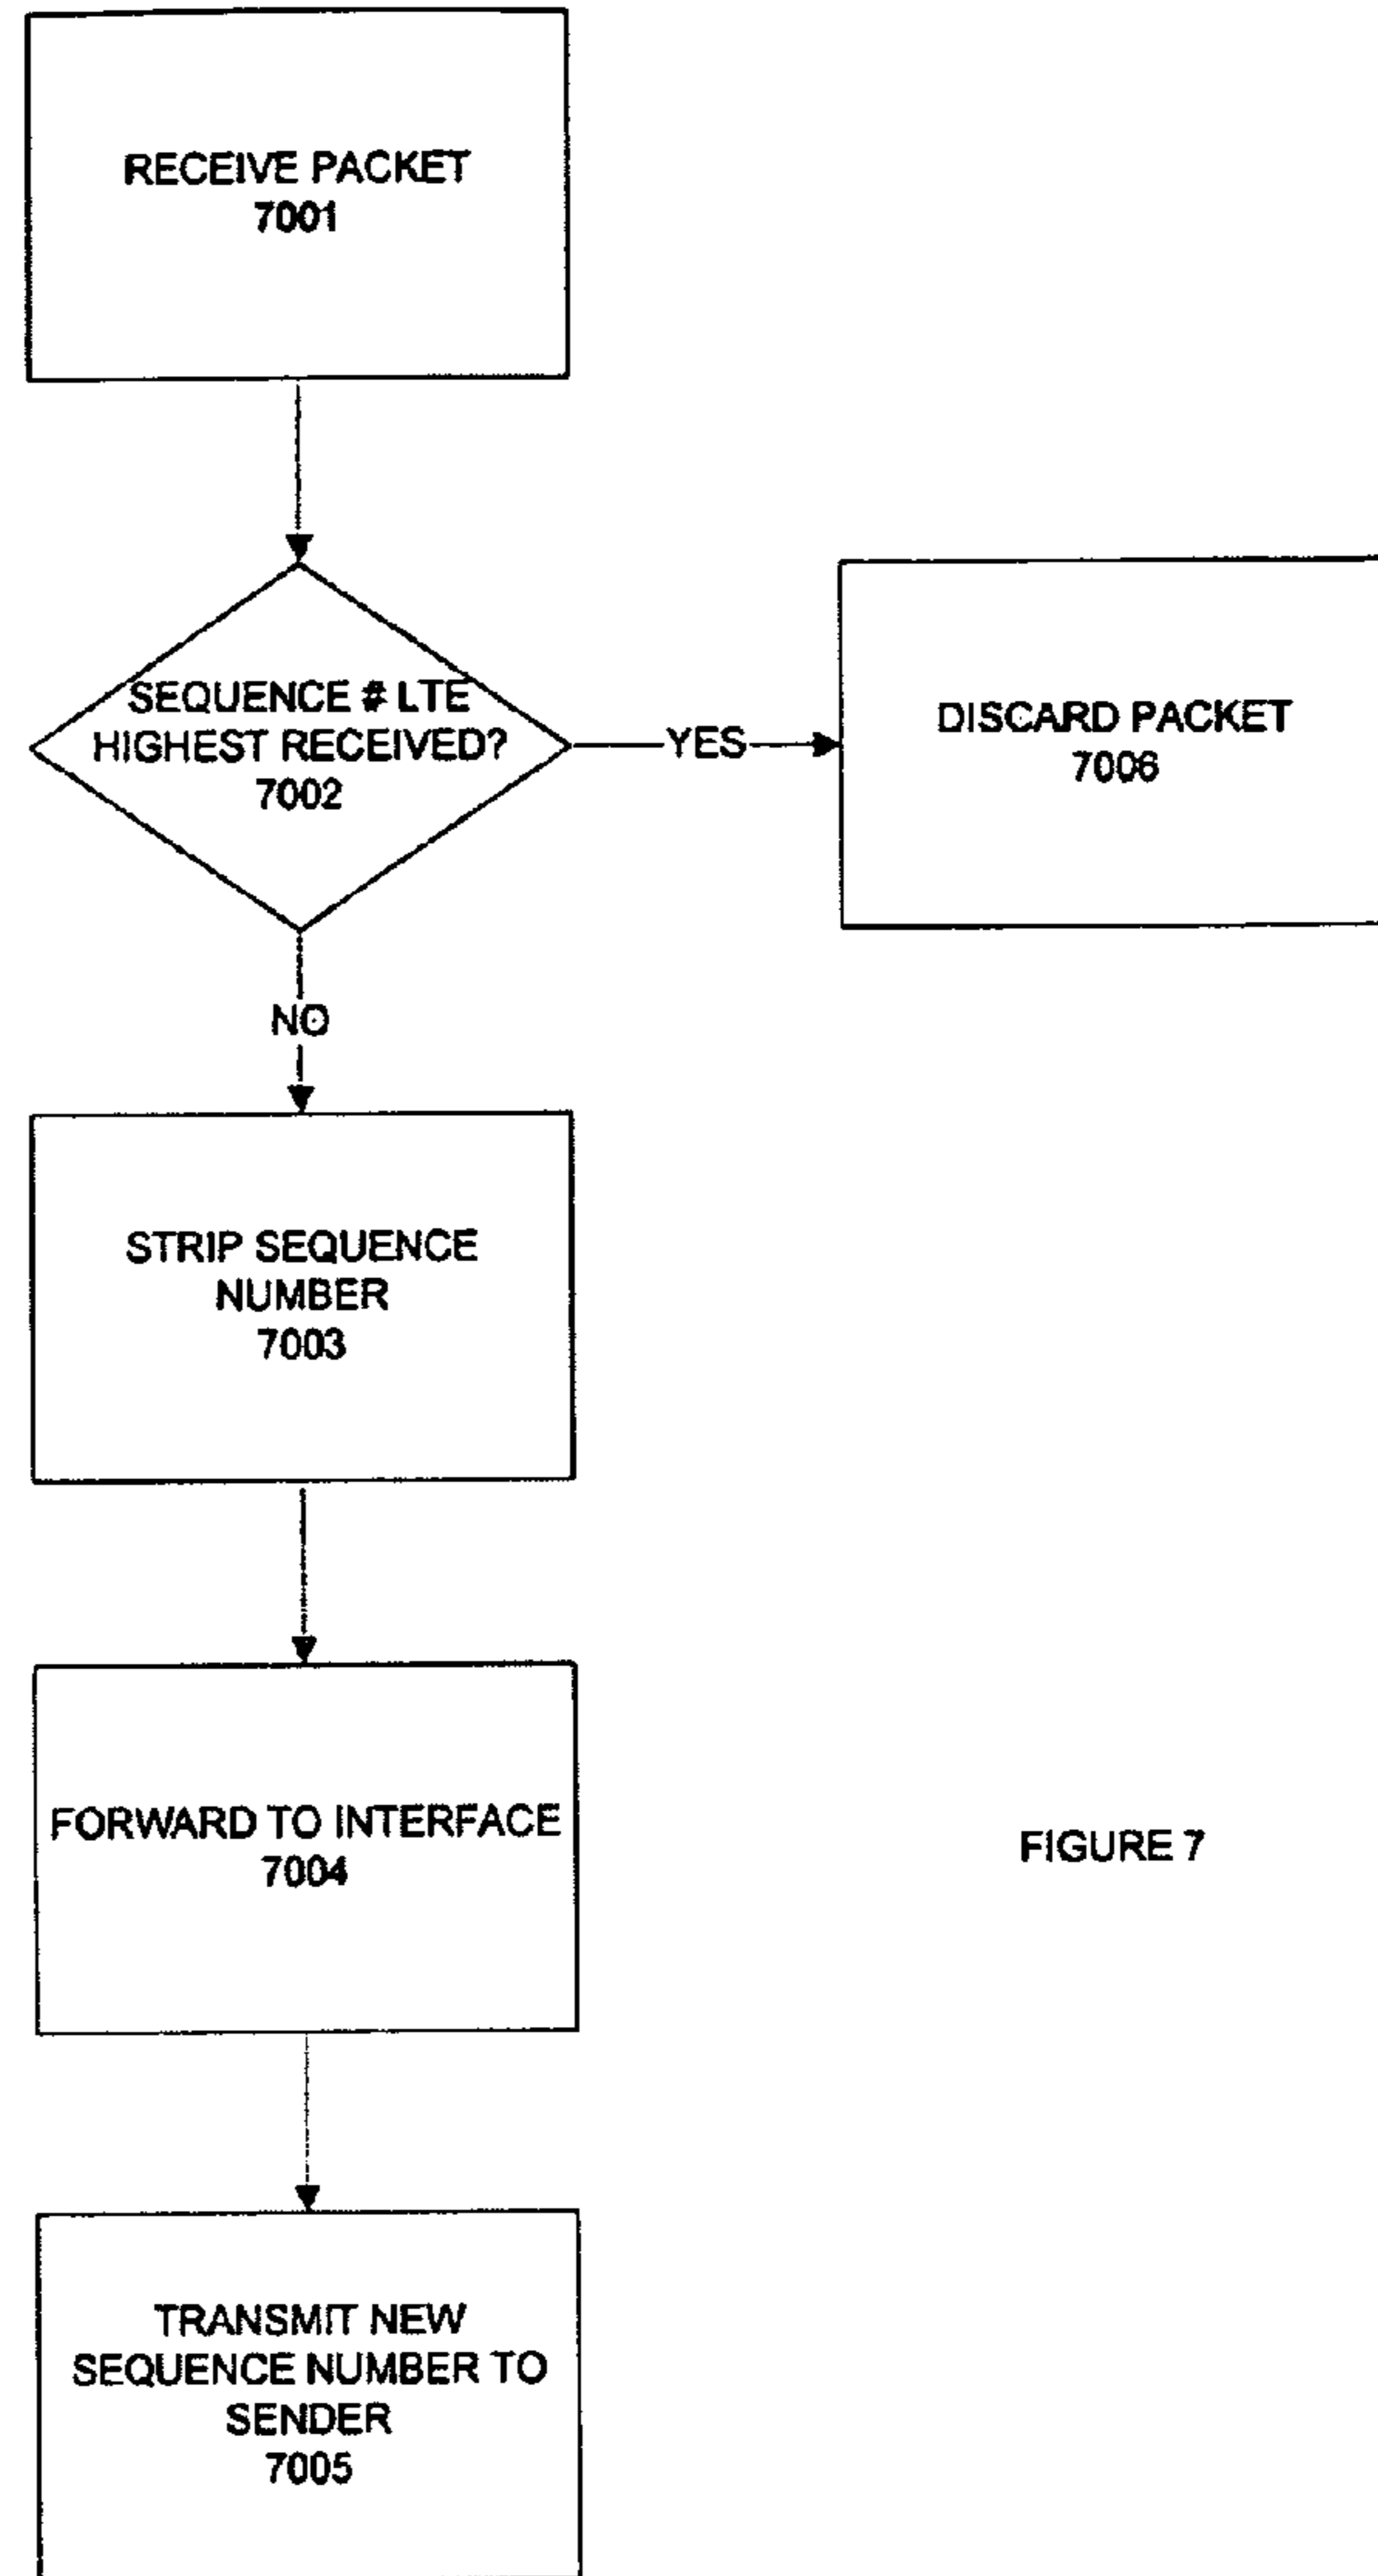 RECEIVE PACKET
7001
SEQUENCE # LTE
HIGHEST RECEIVED?
7002
YES
DISCARD PACKET
7006
NO
STRIP SEQUENCE
NUMBER
7003
FORWARD TO INTERFACE
7004
FIGURE 7
TRANSMIT NEW
SEQUENCE NUMBER TO
SENDER
7005